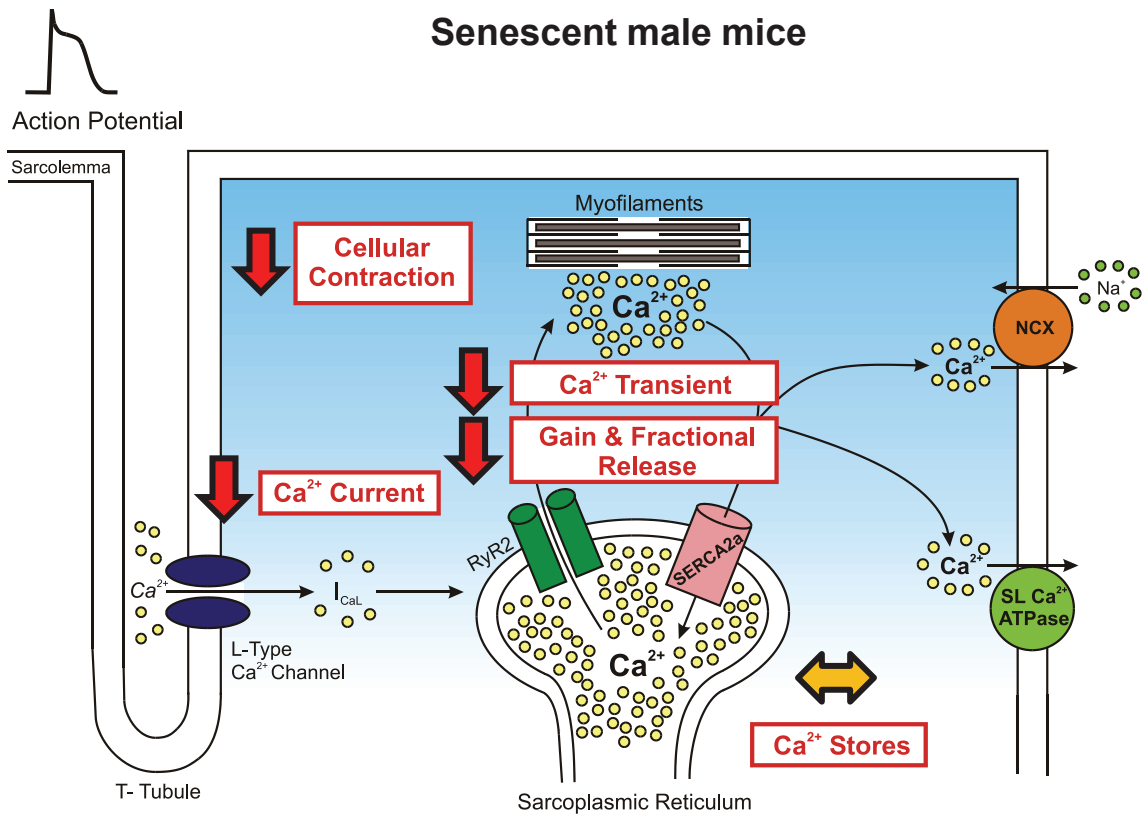 Senescent male mice
Action Potential
Sarcolemma
Myofilaments
Cellular
Contraction
Ca²⁺
Na⁺
NCX
Ca²⁺
Ca²⁺ Transient
Gain & Fractional
Release
Ca²⁺ Current
RyR2
SERCA2a
Ca²⁺
I_CaL
Ca²⁺
SL Ca²⁺
ATPase
L-Type
Ca²⁺ Channel
Ca²⁺
Ca²⁺ Stores
T- Tubule
Sarcoplasmic Reticulum